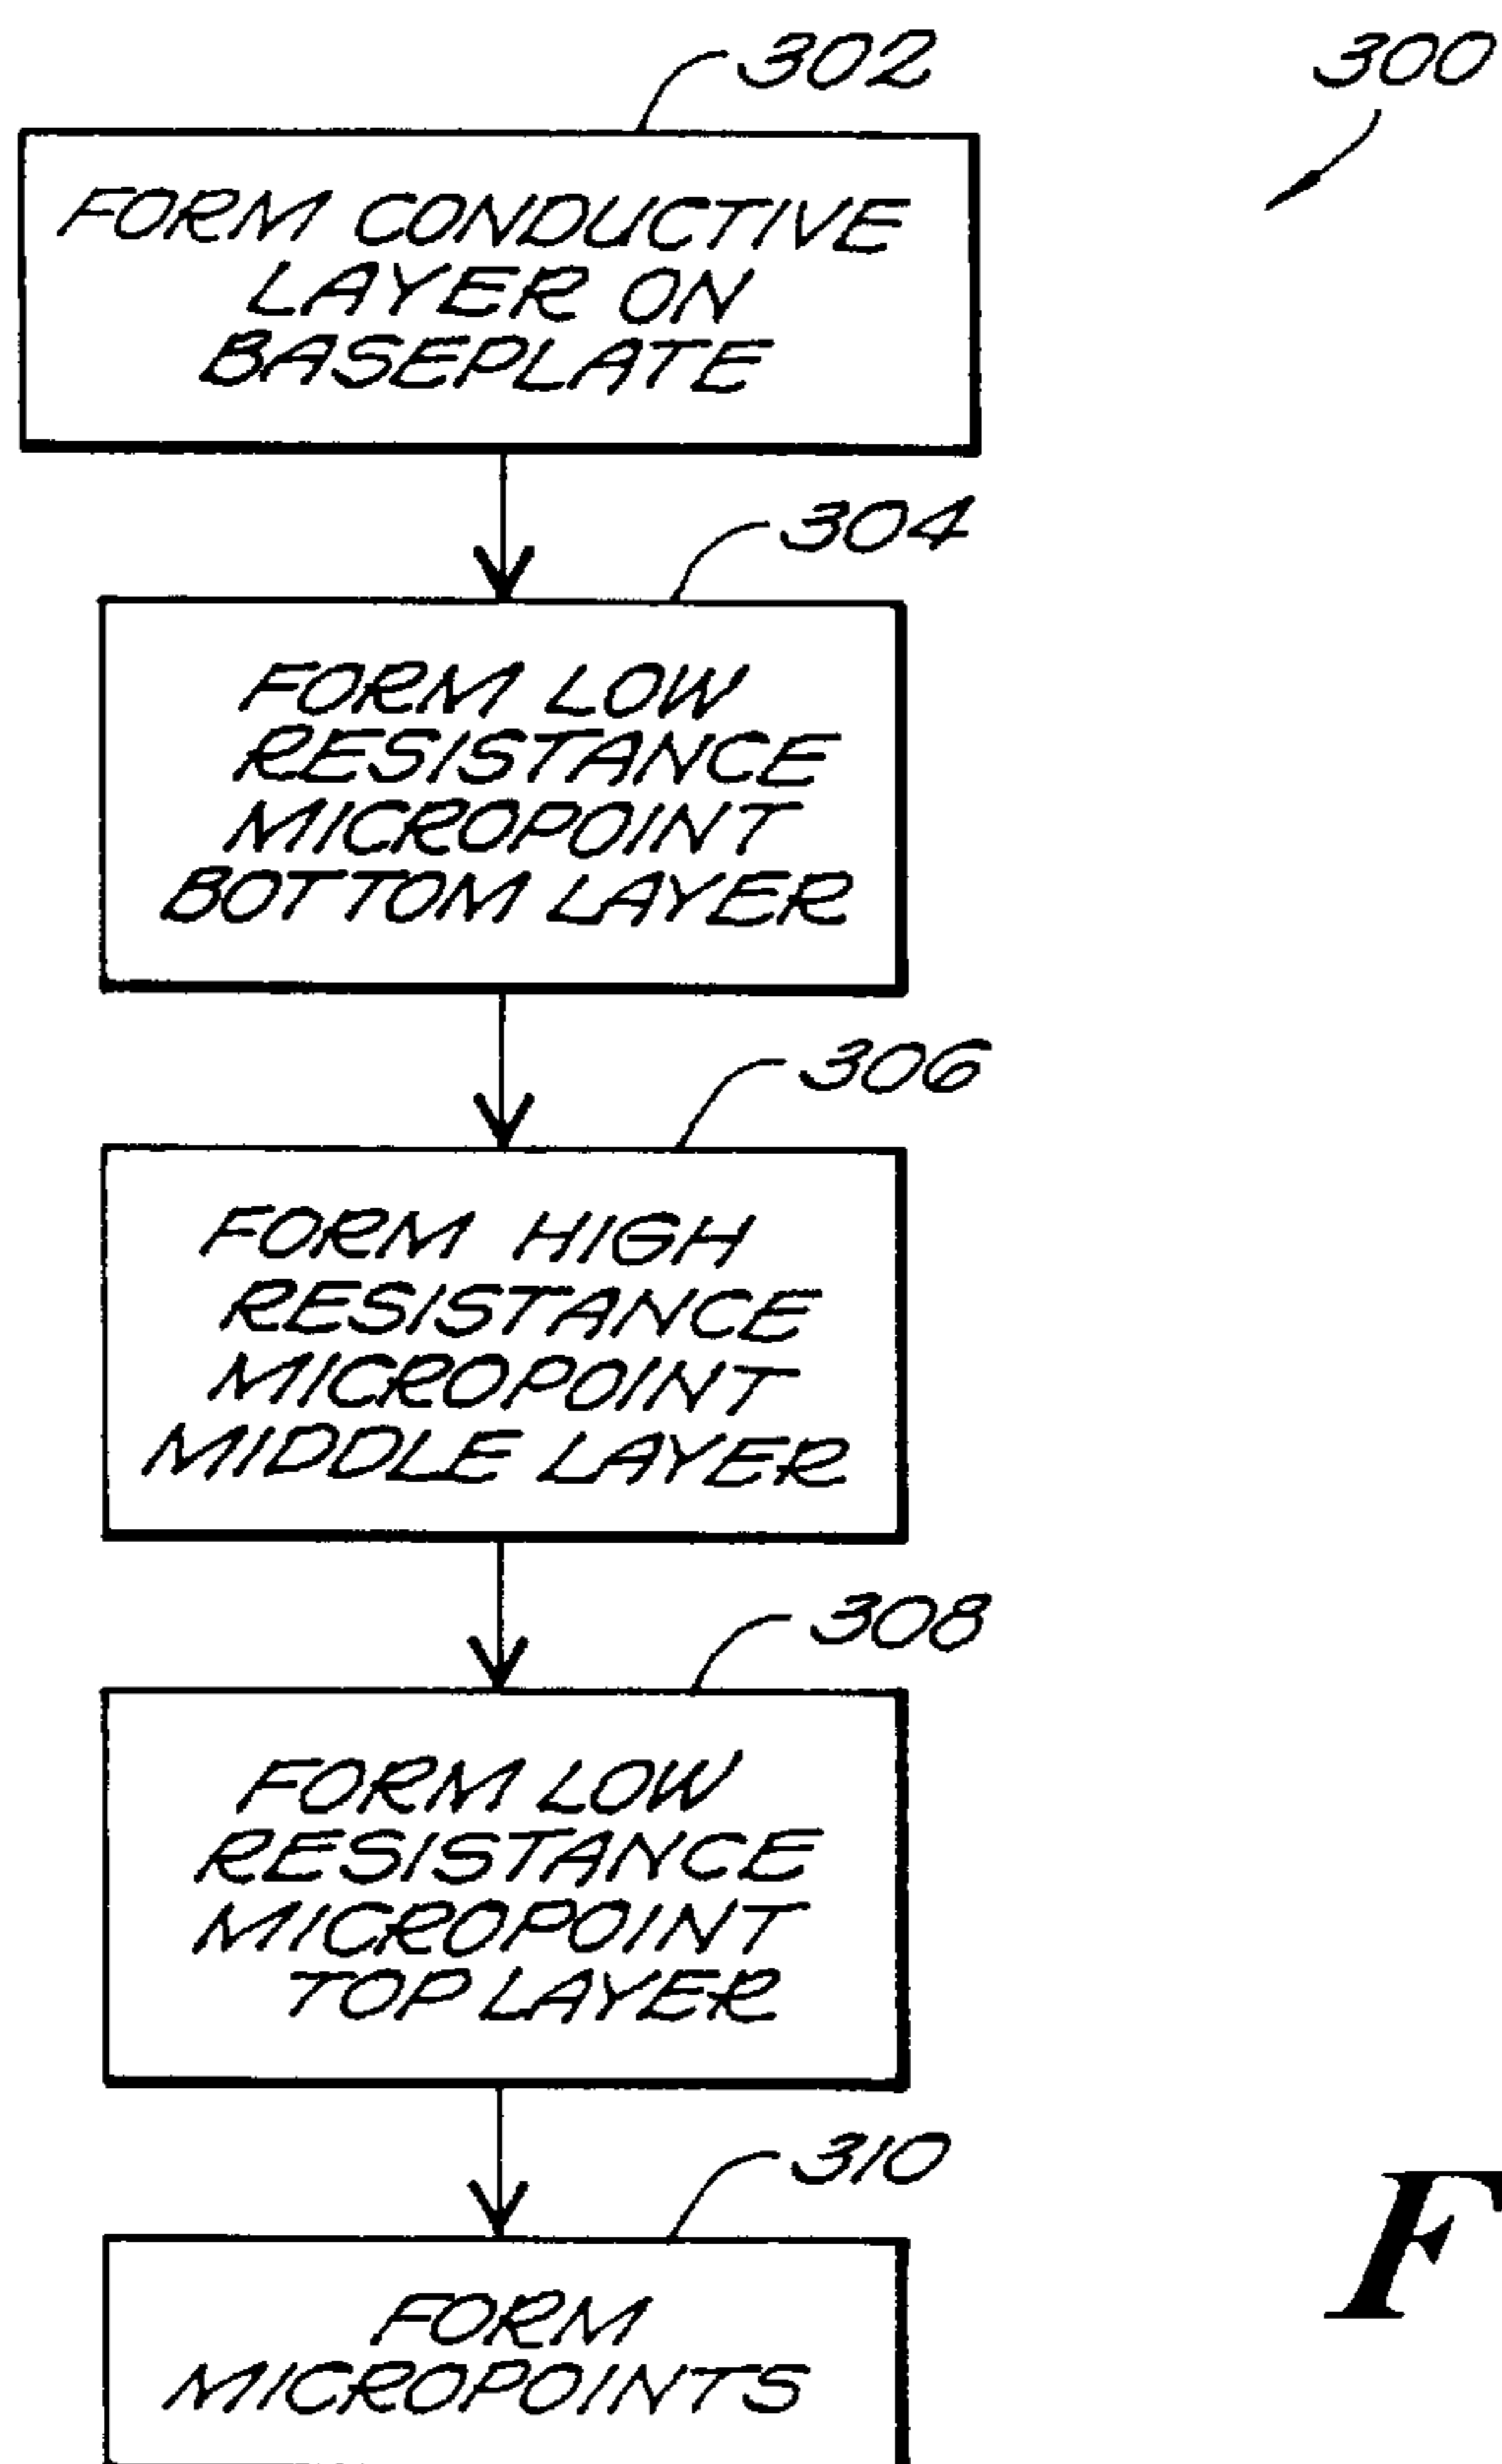 302
300
FORM CONDUCTIVE
LAYER ON
BASEPLATE
304
FORM LOW
RESISTANCE
MICROPOINT
BOTTOM LAYER
306
FORM HIGH
RESISTANCE
MICROPOINT
MIDDLE LAYER
308
FORM LOW
RESISTANCE
MICROPOINT
TOP LAYER
310
F
FORM
MICROPOINTS